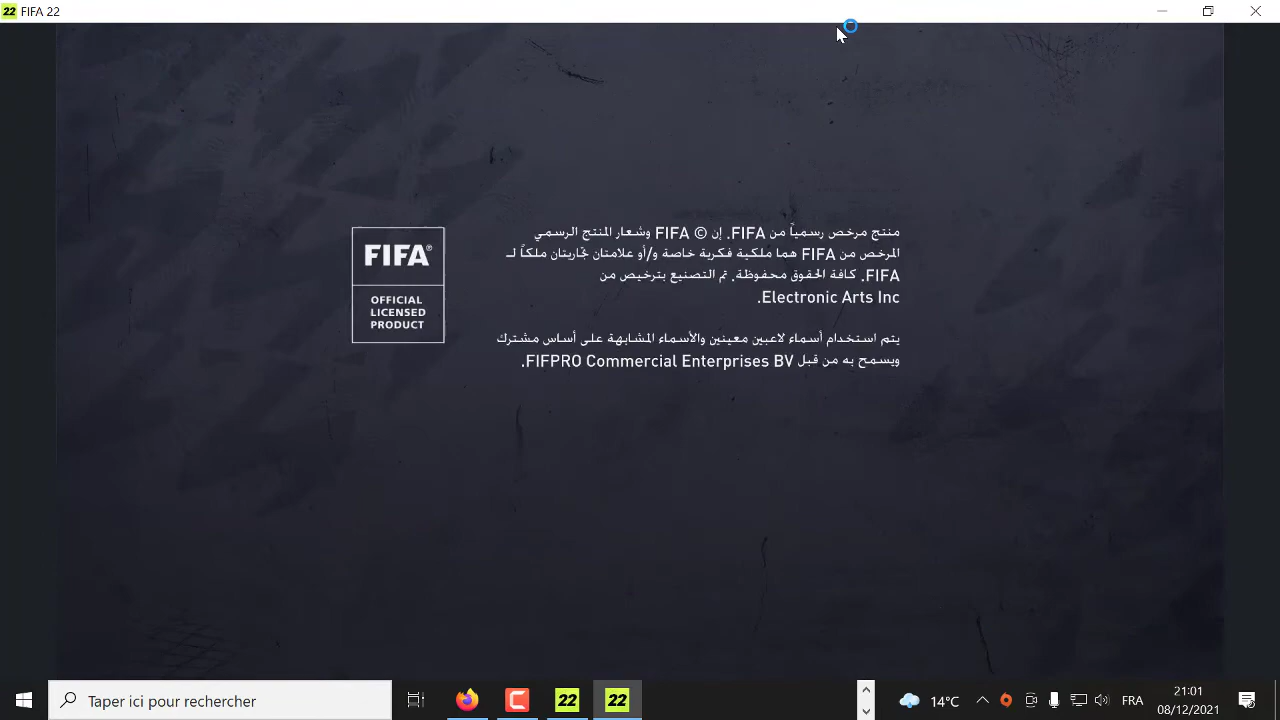 22 FIFA 22
منتج مرخص رسمياً من FIFA. إن © FIFA وشعار المنتج الرسمي
المرخص من FIFA هما ملكية فكرية خاصة و/أو علامتان تجاريتان ملكاً لـ
FIFA. كافة الحقوق محفوظة. تم التصنيع بترخيص من
Electronic Arts Inc.
FIFA®
OFFICIAL
LICENSED
PRODUCT
يتم استخدام أسماء لاعبين معينين والأسماء المشابهة على أساس مشترك
ويسمح به من قبل FIFPRO Commercial Enterprises BV.
Taper ici pour rechercher
22
22
14°C
FRA
21:01
08/12/2021